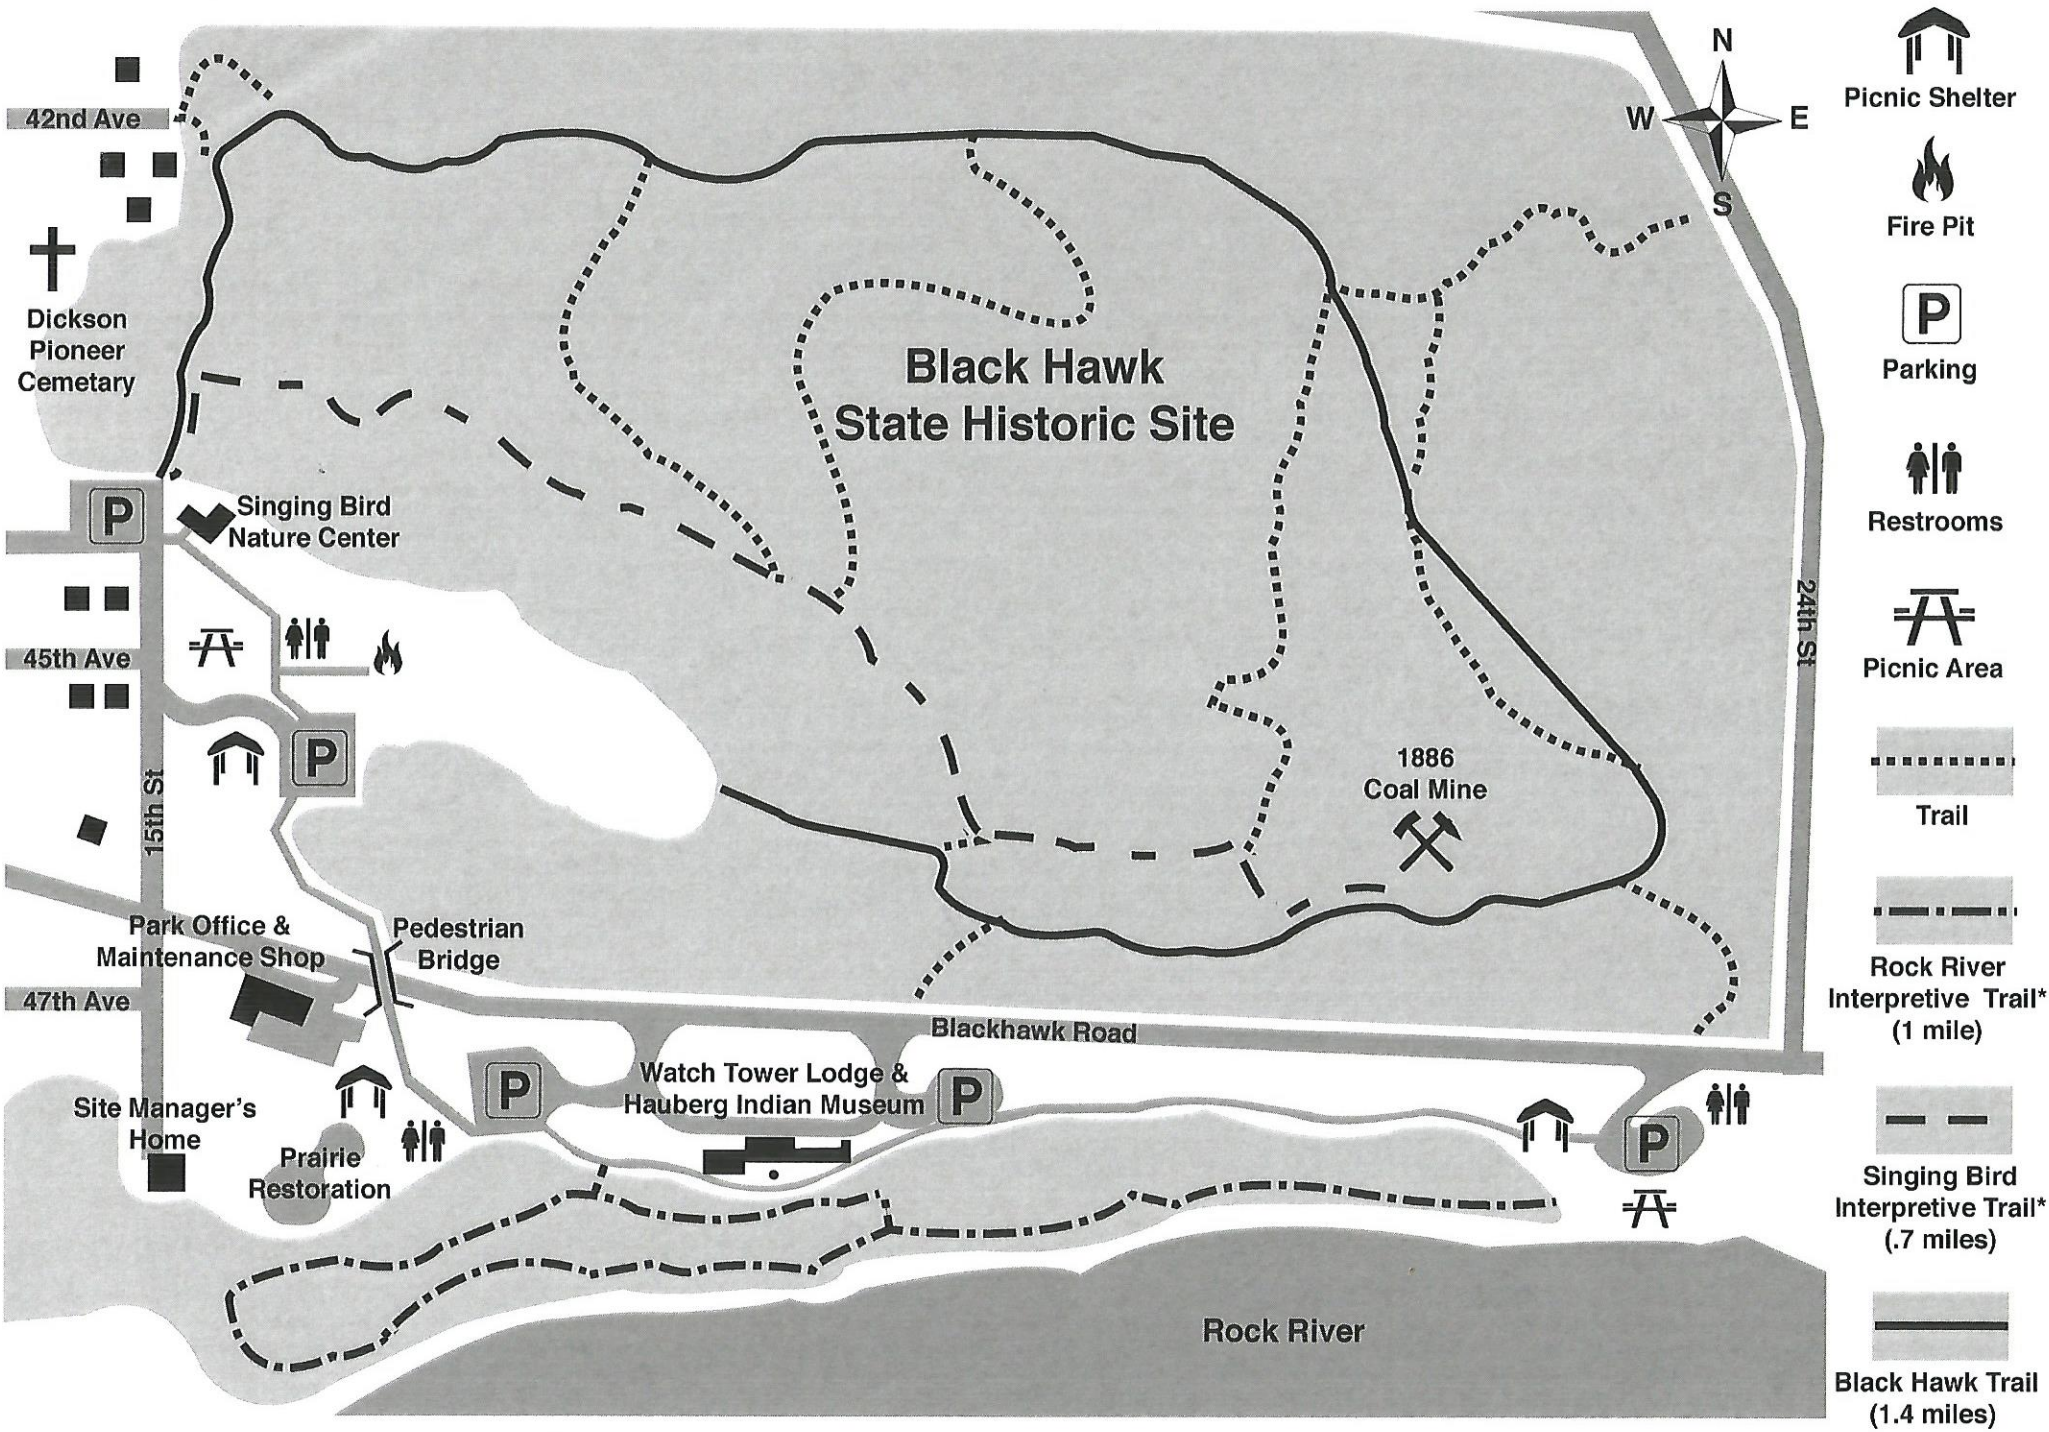 42nd Ave
Dickson
Pioneer
Cemetary
Black Hawk
State Historic Site
P
Singing Bird
Nature Center
45th Ave
P
15th St
1886
Coal Mine
24th St
Park Office &
Maintenance Shop
Pedestrian
Bridge
47th Ave
Blackhawk Road
Site Manager's
Home
Prairie
Restoration
P
Watch Tower Lodge &
Hauberg Indian Museum
P
P
Rock River
N
W
E
S
Picnic Shelter
Fire Pit
P
Parking
Restrooms
Picnic Area
Trail
Rock River
Interpretive Trail*
(1 mile)
Singing Bird
Interpretive Trail*
(.7 miles)
Black Hawk Trail
(1.4 miles)